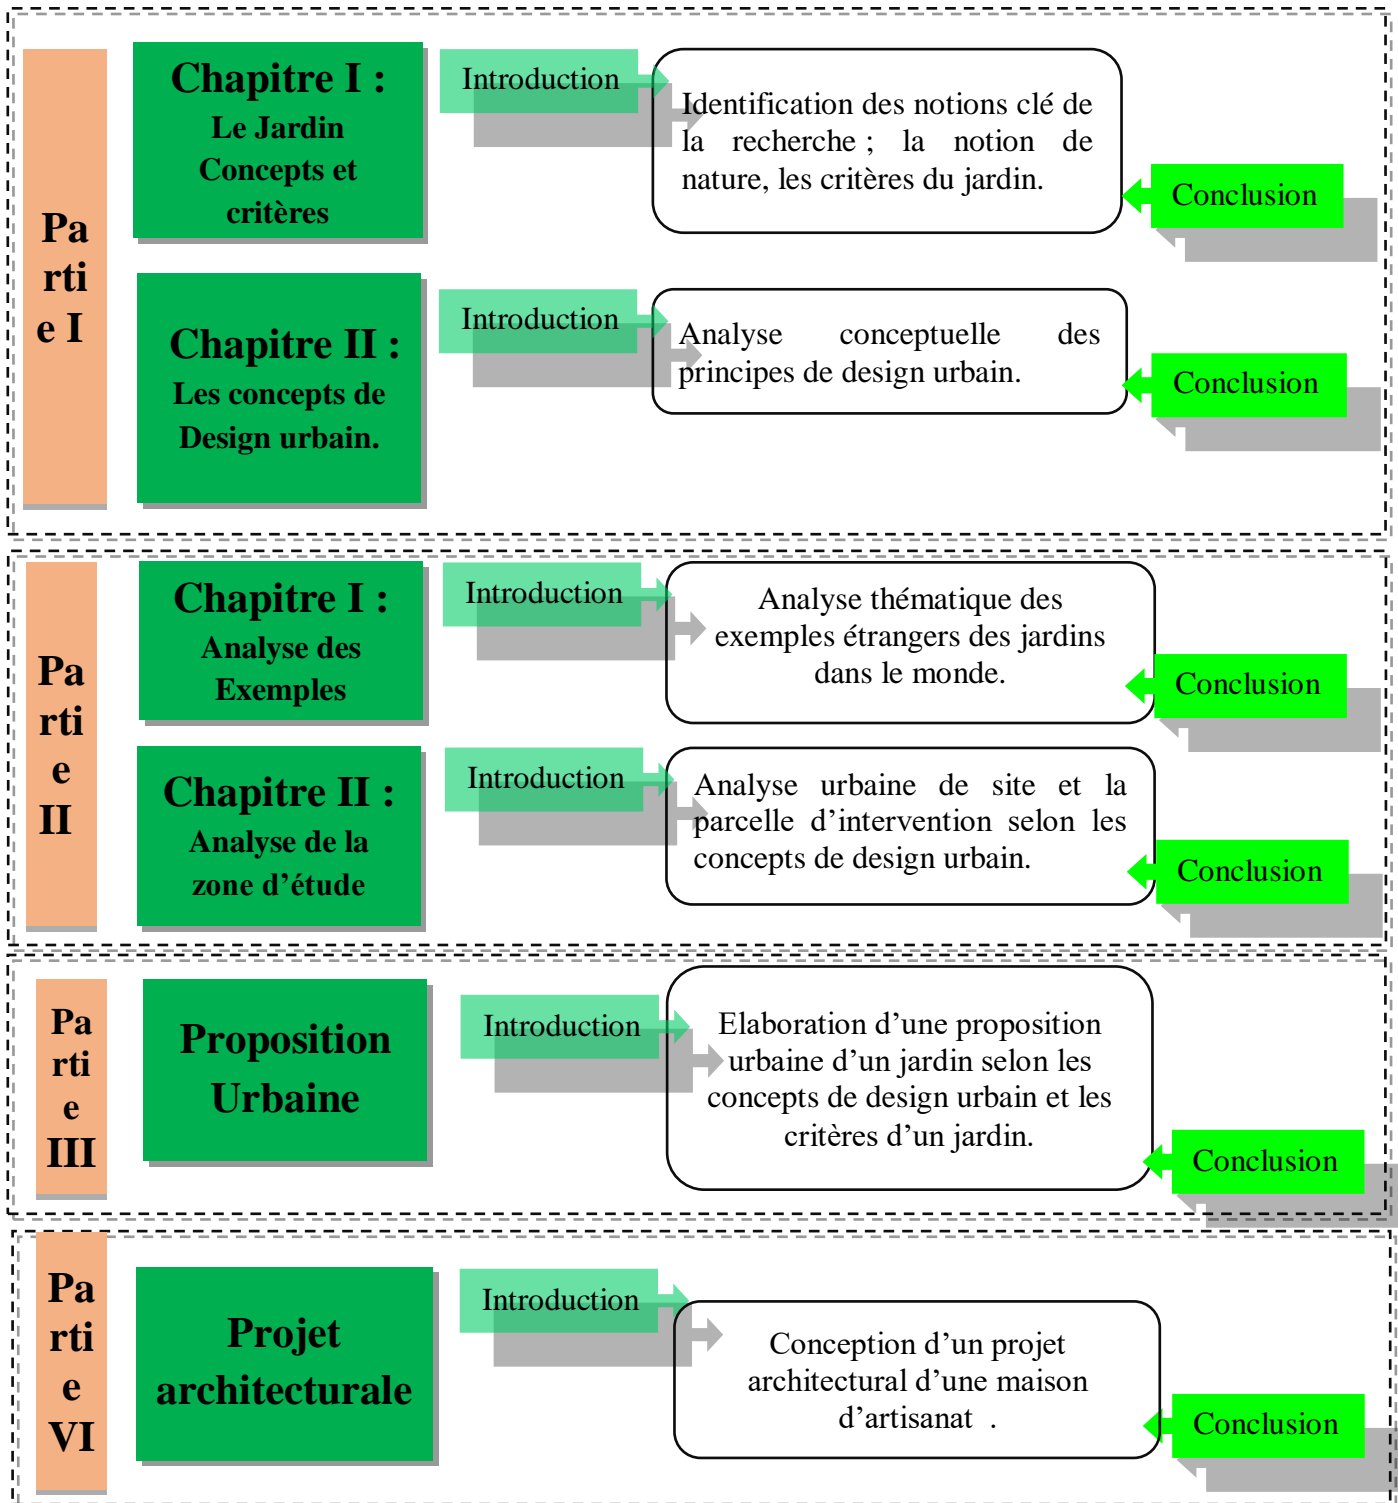 Pa
rti
e I
Chapitre I :
Le Jardin
Concepts et
critères
Introduction
Identification des notions clé de
la recherche ; la notion de
nature, les critères du jardin.
Conclusion
Chapitre II :
Les concepts de
Design urbain.
Introduction
Analyse conceptuelle des
principes de design urbain.
Conclusion
Pa
rti
e
II
Chapitre I :
Analyse des
Exemples
Introduction
Analyse thématique des
exemples étrangers des jardins
dans le monde.
Conclusion
Chapitre II :
Analyse de la
zone d’étude
Introduction
Analyse urbaine de site et la
parcelle d’intervention selon les
concepts de design urbain.
Conclusion
Pa
rti
e
III
Proposition
Urbaine
Introduction
Elaboration d’une proposition
urbaine d’un jardin selon les
concepts de design urbain et les
critères d’un jardin.
Conclusion
Pa
rti
e
VI
Projet
architecturale
Introduction
Conception d’un projet
architectural d’une maison
d’artisanat .
Conclusion